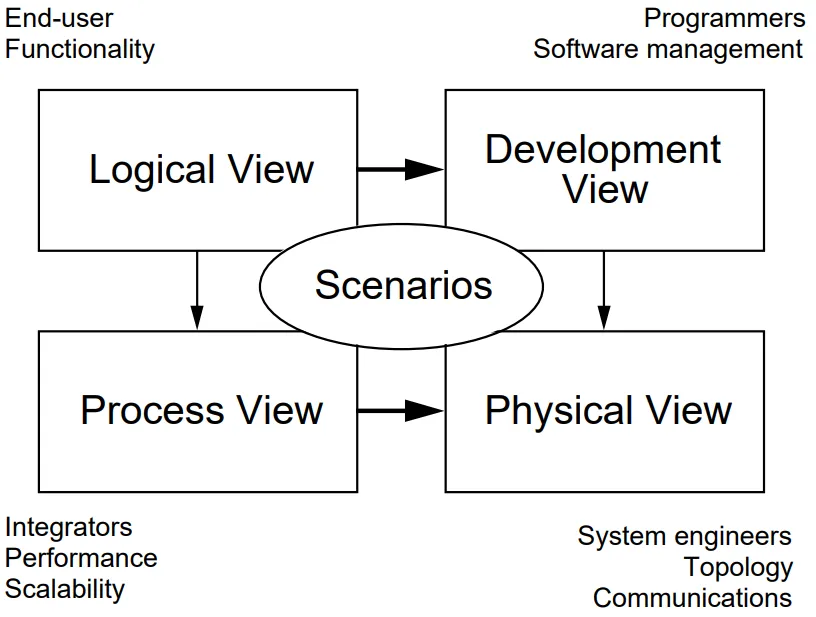 End-user
Functionality
Programmers
Software management
Logical View
Development
View
Scenarios
Process View
Physical View
Integrators
Performance
Scalability
System engineers
Topology
Communications